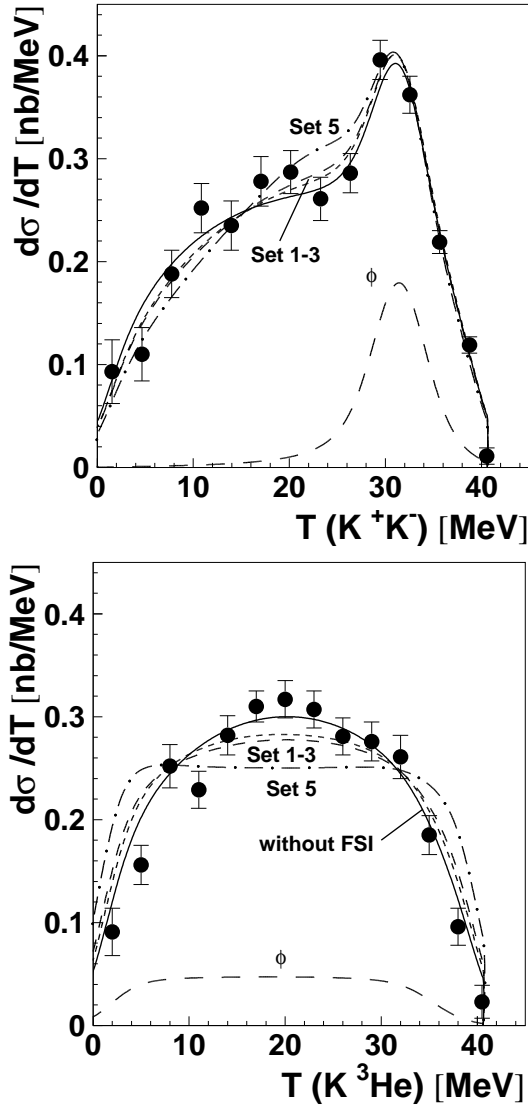 dσ/dT [nb/MeV]
0.4
0.3
0.2
0.1
0
Set 5
Set 1-3
ϕ
0 10 20 30 40
T (K⁺K⁻) [MeV]
dσ/dT [nb/MeV]
0.4
0.3
0.2
0.1
0
Set 1-3
Set 5
without FSI
ϕ
0 10 20 30 40
T (K ³He) [MeV]